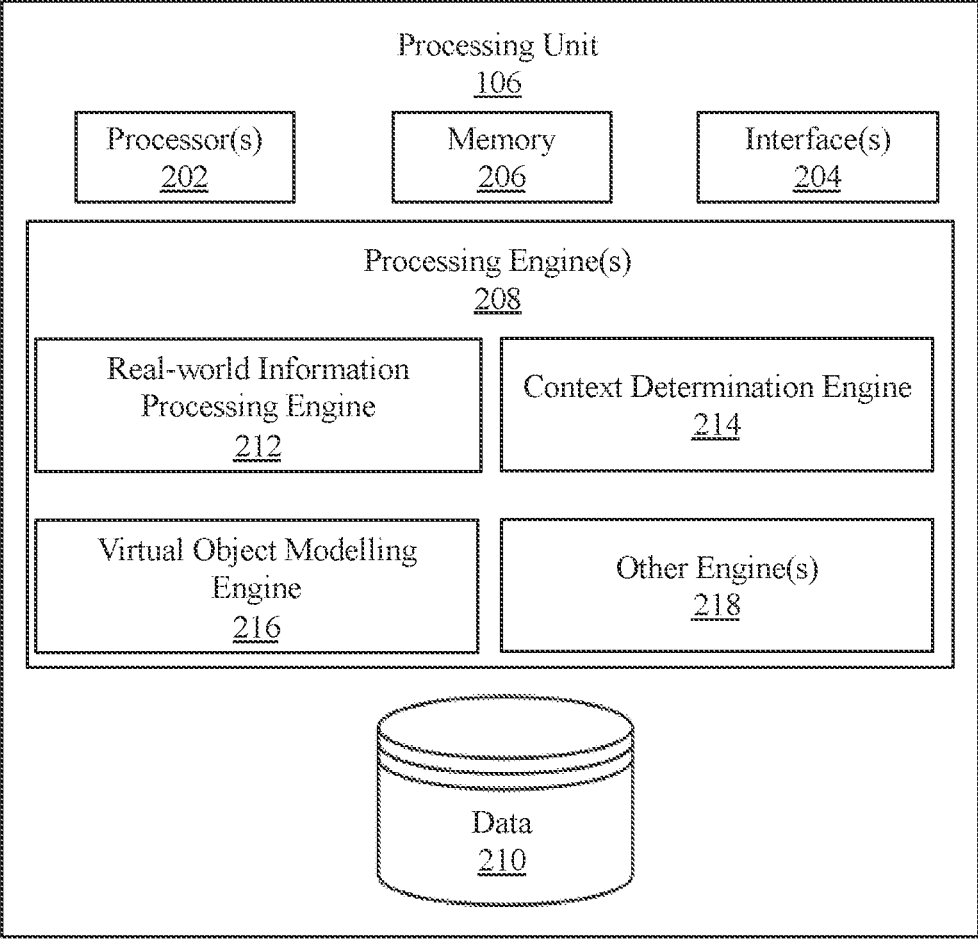 Processing Unit
106
Processor(s)
202
Memory
206
Interface(s)
204
Processing Engine(s)
208
Real-world Information
Processing Engine
212
Context Determination Engine
214
Virtual Object Modelling
Engine
216
Other Engine(s)
218
Data
210